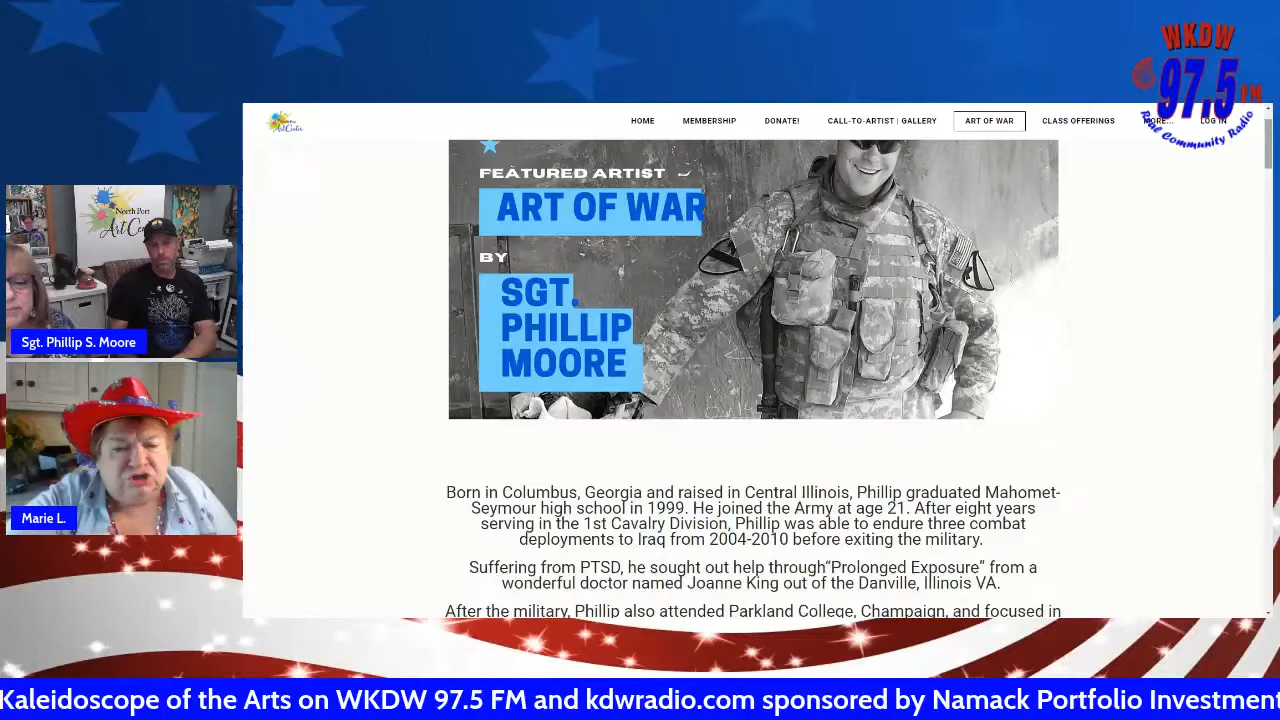 WKDW
97.5 FM
Real Community Radio
HOME MEMBERSHIP DONATE! CALL-TO-ARTIST | GALLERY ART OF WAR CLASS OFFERINGS MORE... LOG IN
FEATURED ARTIST
ART OF WAR
BY
SGT.
PHILLIP
MOORE
North Port
Art Center
Sgt. Phillip S. Moore
Marie L.
Born in Columbus, Georgia and raised in Central Illinois, Phillip graduated Mahomet-
Seymour high school in 1999. He joined the Army at age 21. After eight years
serving in the 1st Cavalry Division, Phillip was able to endure three combat
deployments to Iraq from 2004-2010 before exiting the military.
Suffering from PTSD, he sought out help through“Prolonged Exposure” from a
wonderful doctor named Joanne King out of the Danville, Illinois VA.
After the military, Phillip also attended Parkland College, Champaign, and focused in
Kaleidoscope of the Arts on WKDW 97.5 FM and kdwradio.com sponsored by Namack Portfolio Investment